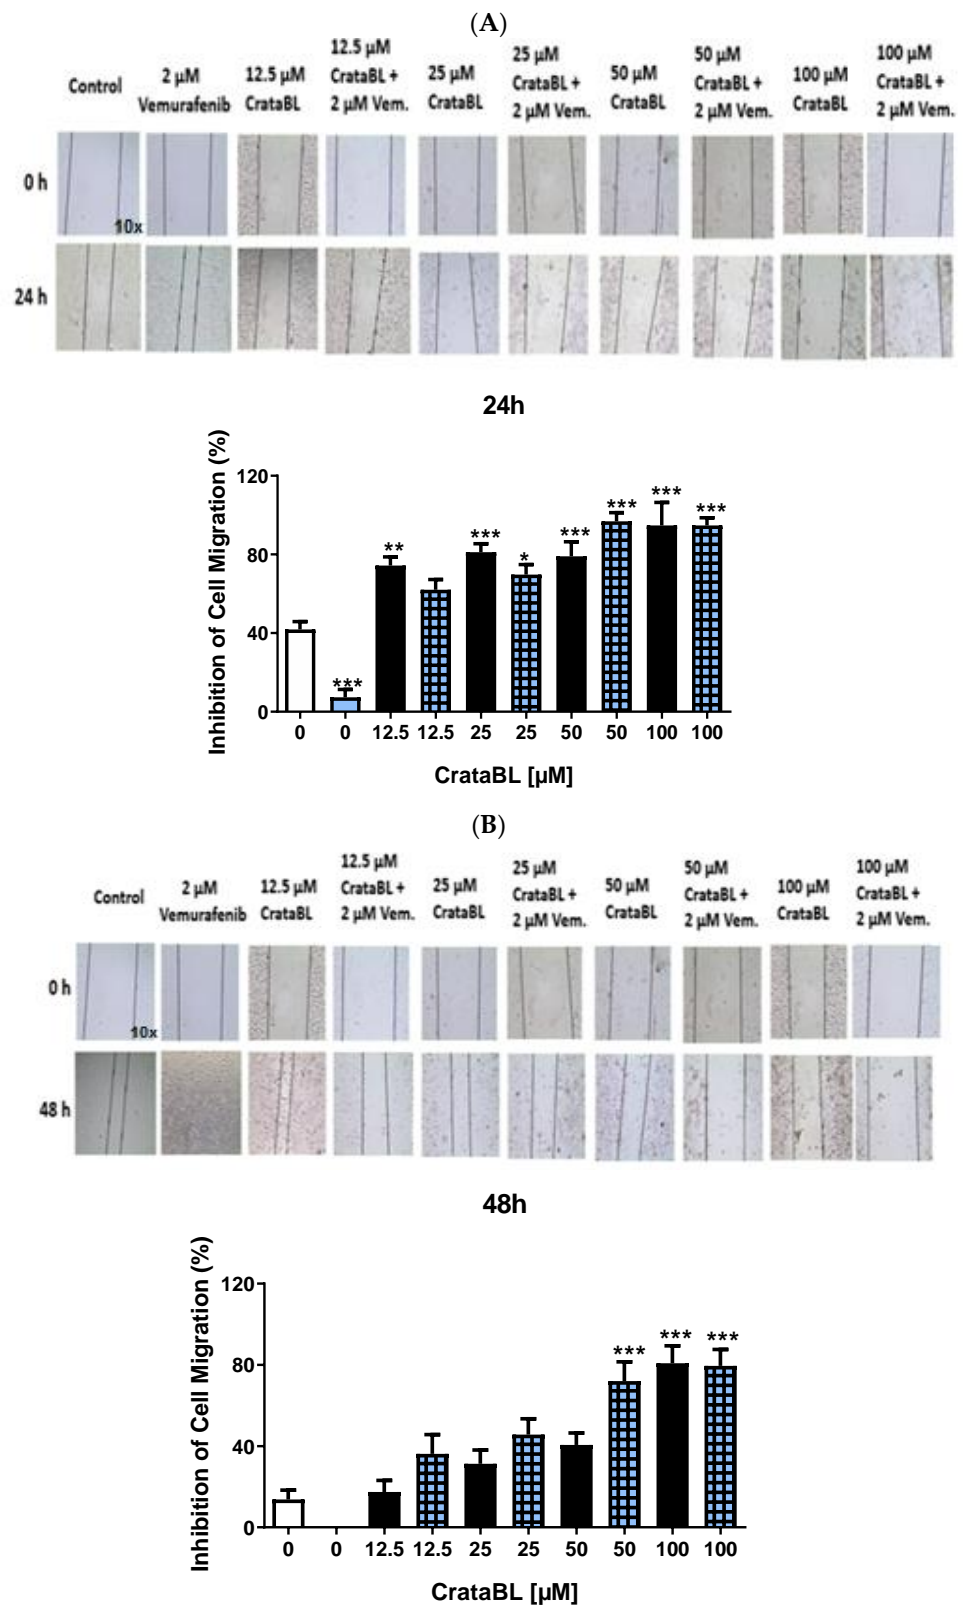 (A)
Control
2 µM
Vemurafenib
12.5 µM
CrataBL
12.5 µM
CrataBL +
2 µM Vem.
25 µM
CrataBL
25 µM
CrataBL +
2 µM Vem.
50 µM
CrataBL
50 µM
CrataBL +
2 µM Vem.
100 µM
CrataBL
100 µM
CrataBL +
2 µM Vem.
0 h
10x
24 h
24h
Inhibition of Cell Migration (%)
120
80
40
0
** *** * *** *** *** ***
***
0 0 12.5 12.5 25 25 50 50 100 100
CrataBL [µM]
(B)
Control
2 µM
Vemurafenib
12.5 µM
CrataBL
12.5 µM
CrataBL +
2 µM Vem.
25 µM
CrataBL
25 µM
CrataBL +
2 µM Vem.
50 µM
CrataBL
50 µM
CrataBL +
2 µM Vem.
100 µM
CrataBL
100 µM
CrataBL +
2 µM Vem.
0 h
10x
48 h
48h
Inhibition of Cell Migration (%)
120
80
40
0
*** *** ***
0 0 12.5 12.5 25 25 50 50 100 100
CrataBL [µM]